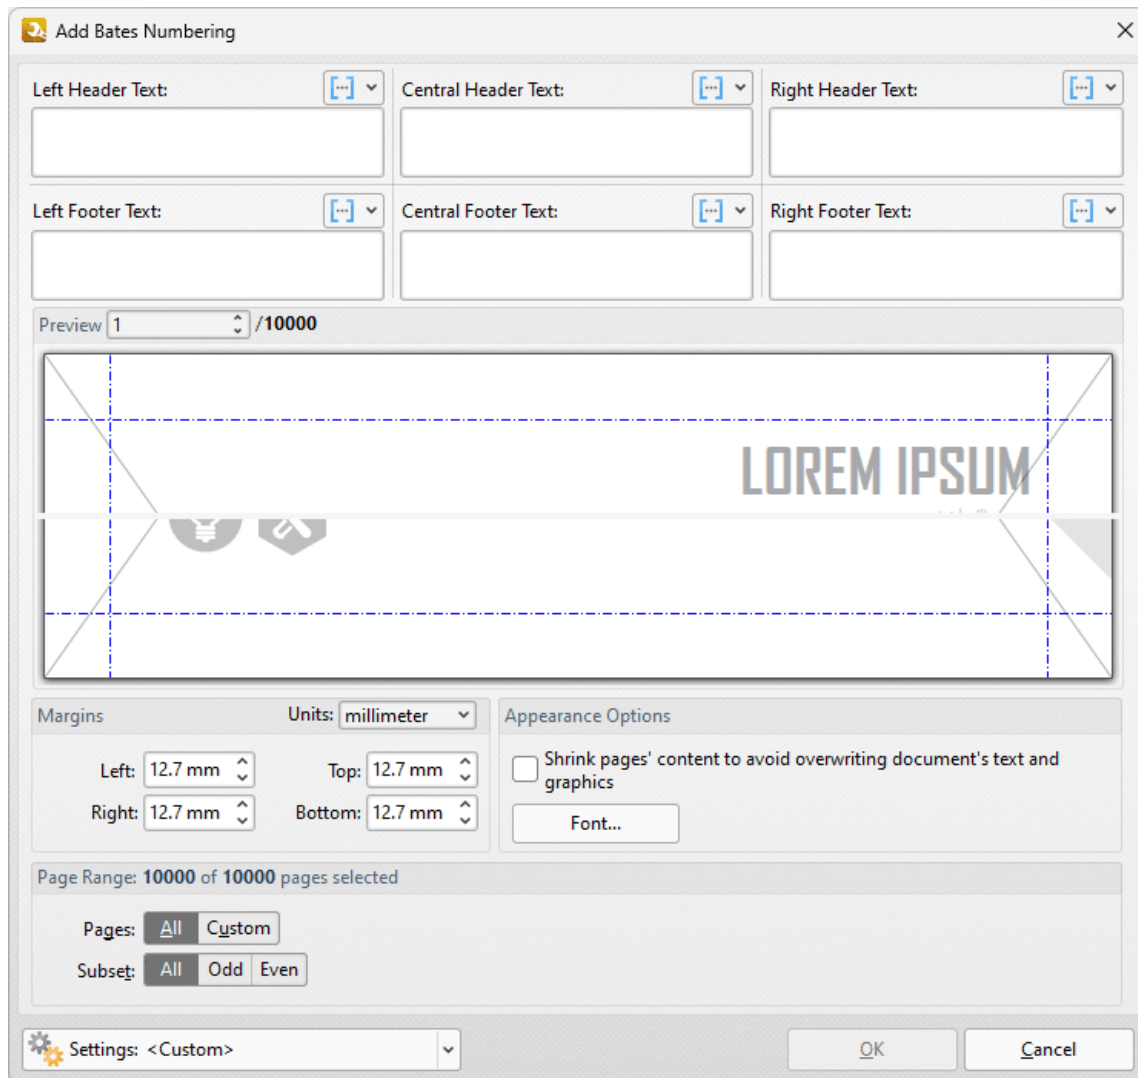 Add Bates Numbering
Left Header Text:
Central Header Text:
Right Header Text:
Left Footer Text:
Central Footer Text:
Right Footer Text:
Preview 1 /10000
LOREM IPSUM
Margins
Units: millimeter
Left: 12.7 mm
Top: 12.7 mm
Right: 12.7 mm
Bottom: 12.7 mm
Appearance Options
Shrink pages' content to avoid overwriting document's text and
graphics
Font...
Page Range: 10000 of 10000 pages selected
Pages: All Custom
Subset: All Odd Even
Settings: <Custom>
OK
Cancel